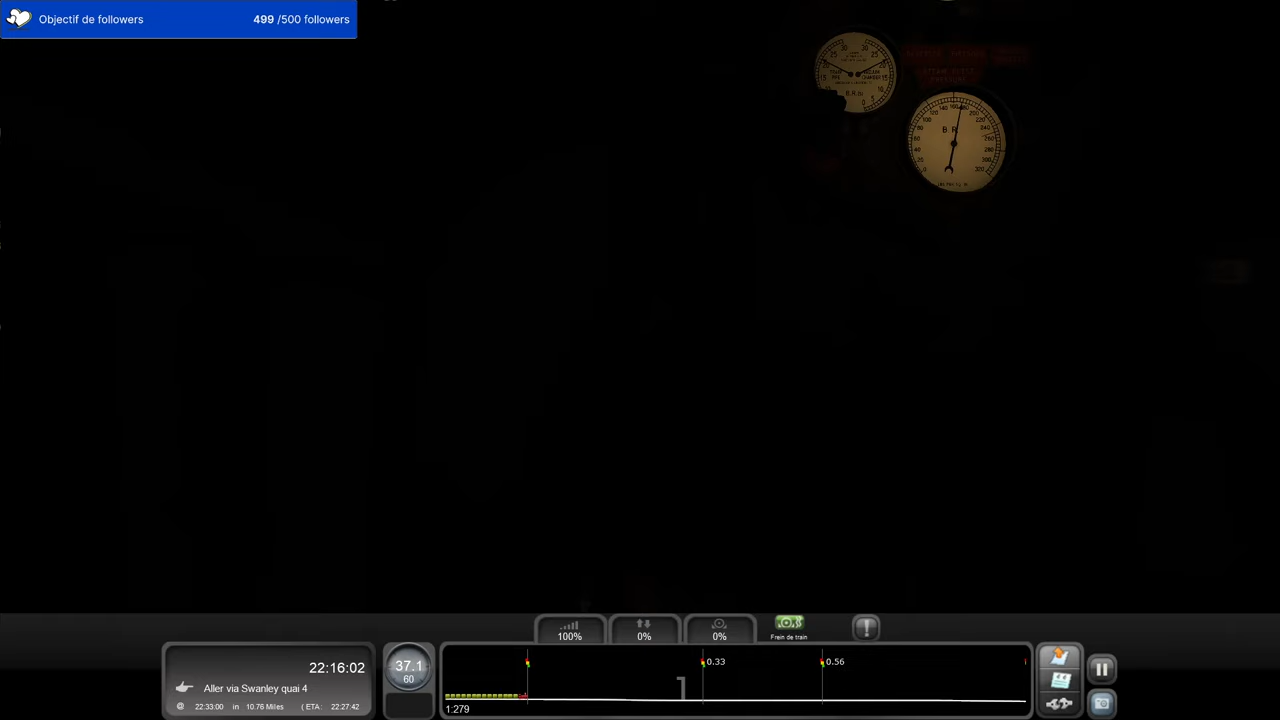 Objectif de followers 499 /500 followers
B.R.
B R
100% 0% 0% Frein de train
22:16:02
Aller via Swanley quai 4
@ 22:33:00 in 10.76 Miles ( ETA: 22:27:42
37.1
60
0.33 0.56
1:279